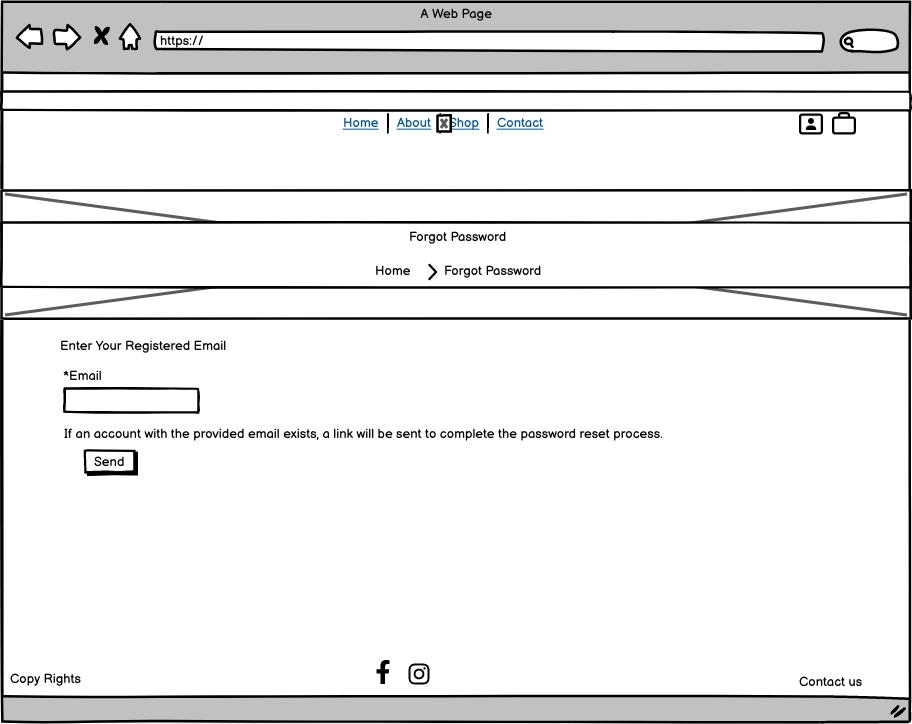 A Web Page
https://
Home About x Shop Contact
Forgot Password
Home Forgot Password
Enter Your Registered Email
*Email
If an account with the provided email exists, a link will be sent to complete the password reset process.
Send
Copy Rights
Contact us